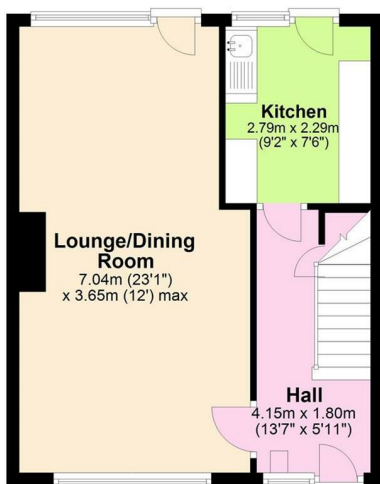 Kitchen
2.79m x 2.29m
(9'2" x 7'6")
Lounge/Dining
Room
7.04m (23'1")
x 3.65m (12') max
Hall
4.15m x 1.80m
(13'7" x 5'11")